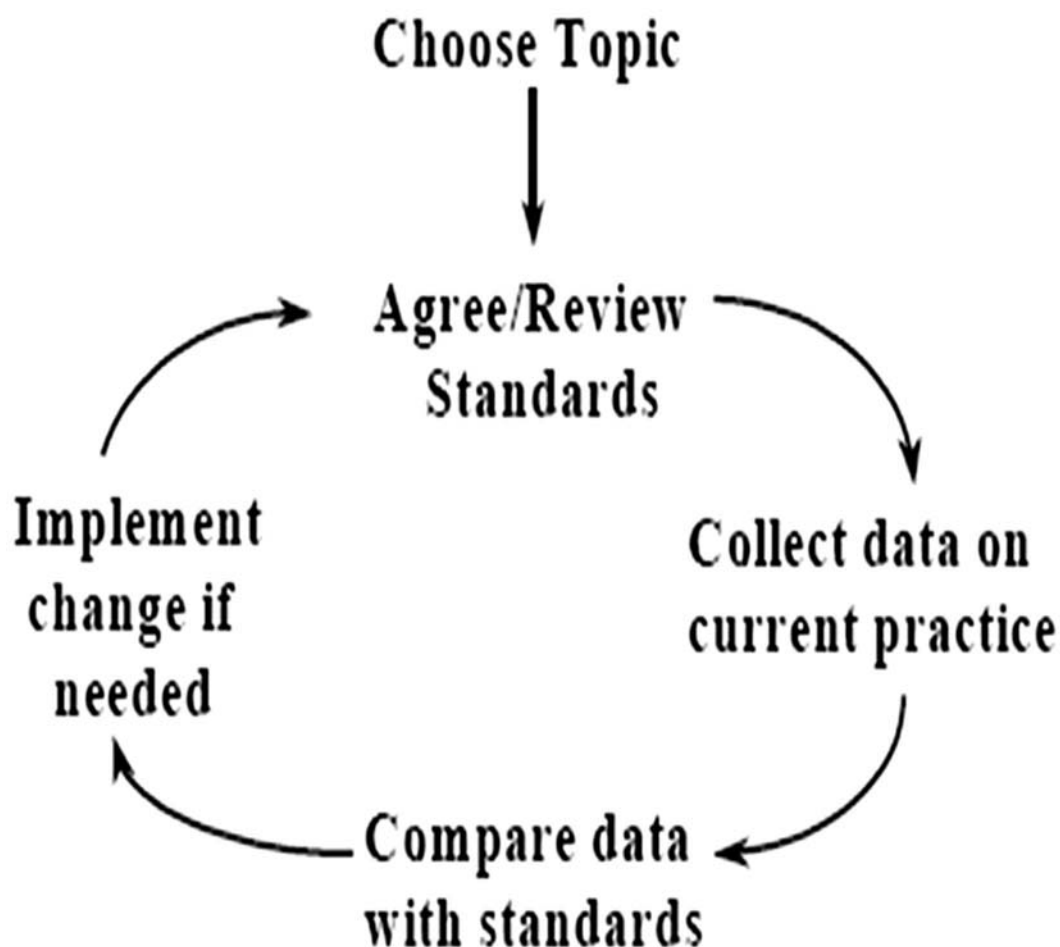 Choose Topic
Agree/Review
Standards
Collect data on
current practice
Compare data
with standards
Implement
change if
needed